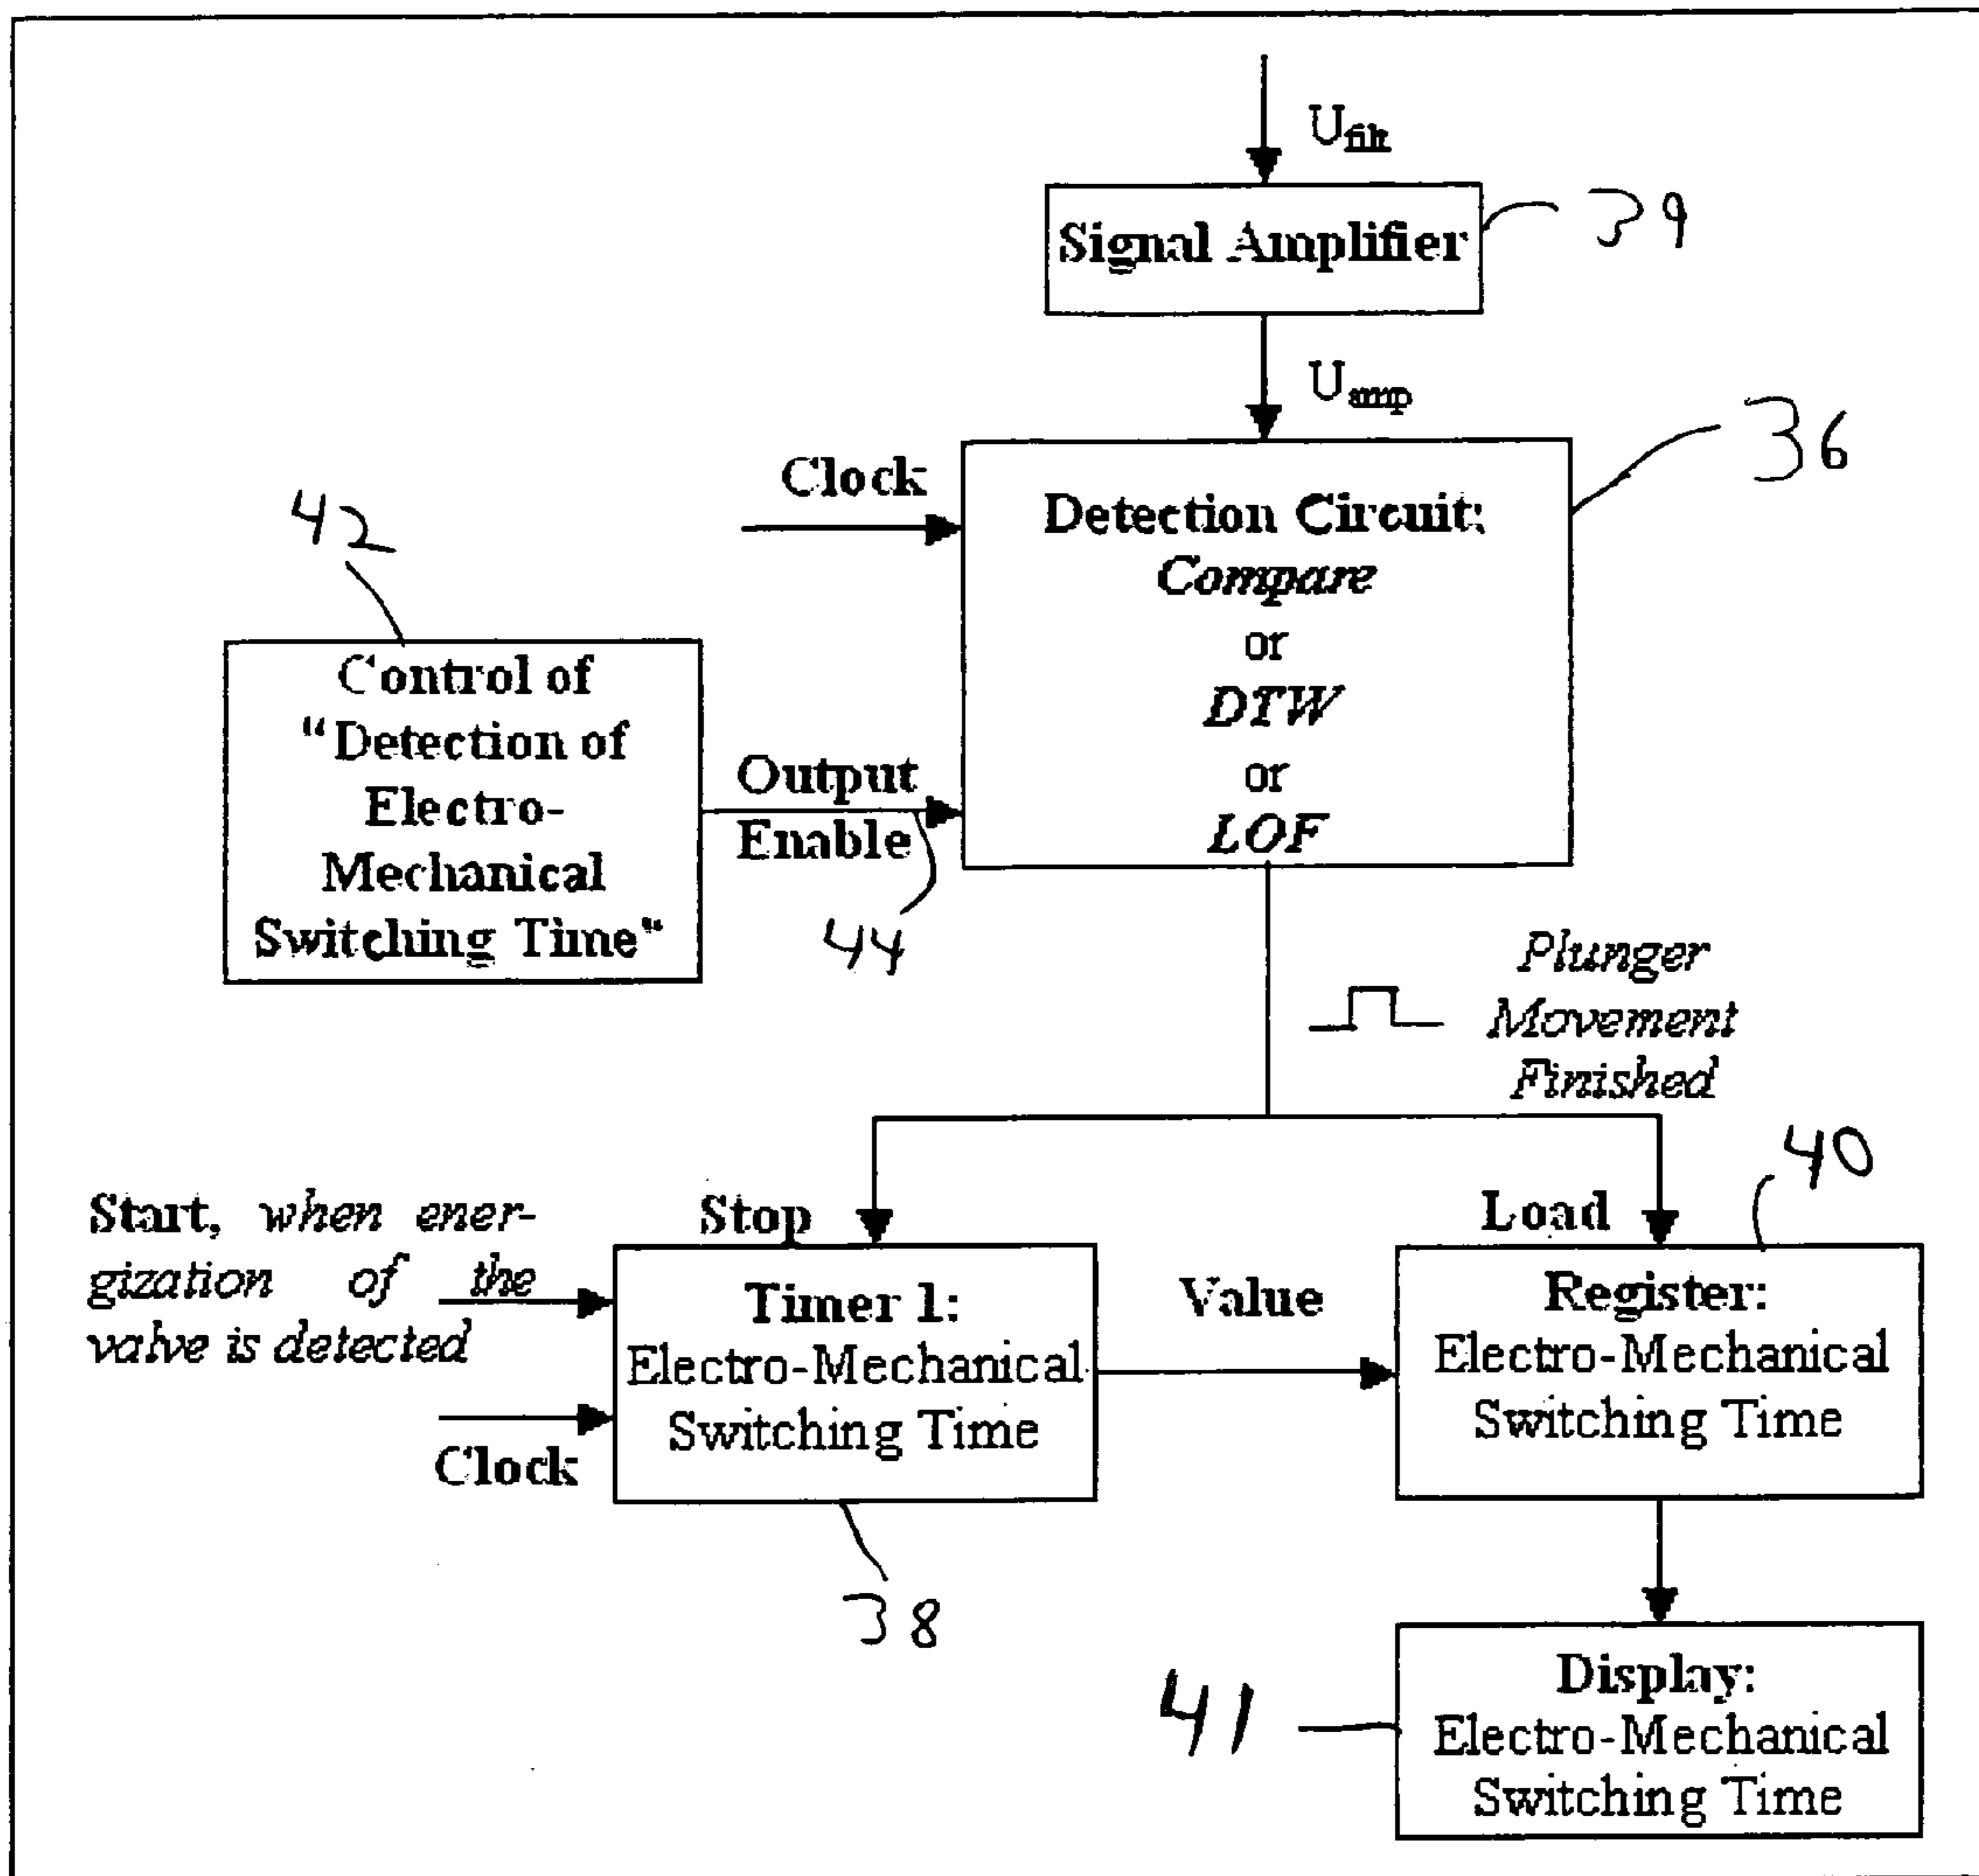 U filt
Signal Amplifier
39
U amp
36
Clock
Detection Circuit:
Compare
or
DTW
or
LOF
42
Control of
"Detection of
Electro-
Mechanical
Switching Time"
Output
Enable
44
Plunger
Movement
Finished
40
Start, when ener-
gization of the
valve is detected
Stop
Load
Timer 1:
Electro-Mechanical
Switching Time
Value
Register:
Electro-Mechanical
Switching Time
Clock
38
41
Display:
Electro-Mechanical
Switching Time